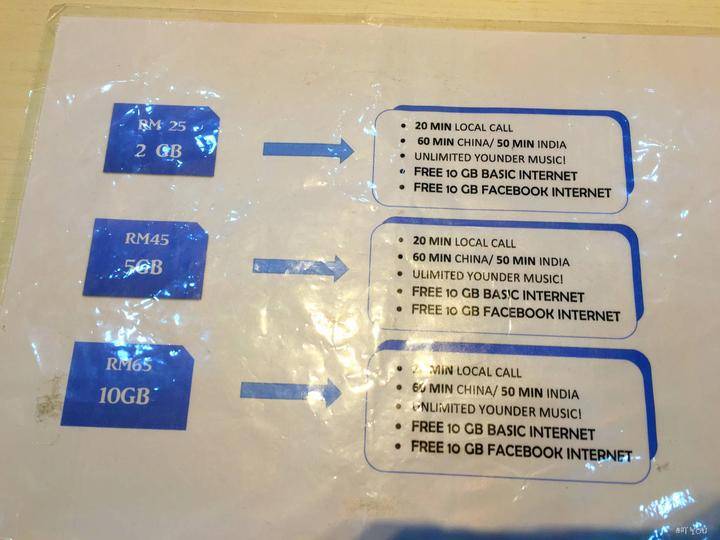 RM 25
2 GB
20 MIN LOCAL CALL
60 MIN CHINA/ 50 MIN INDIA
UNLIMITED YOUNDER MUSIC!
FREE 10 GB BASIC INTERNET
FREE 10 GB FACEBOOK INTERNET
RM45
5GB
20 MIN LOCAL CALL
60 MIN CHINA/ 50 MIN INDIA
ULIMITED YOUNDER MUSIC!
FREE 10 GB BASIC INTERNET
FREE 10 GB FACEBOOK INTERNET
RM65
10GB
MIN LOCAL CALL
60 MIN CHINA/ 50 MIN INDIA
UNLIMITED YOUNDER MUSIC!
FREE 10 GB BASIC INTERNET
FREE 10 GB FACEBOOK INTERNET